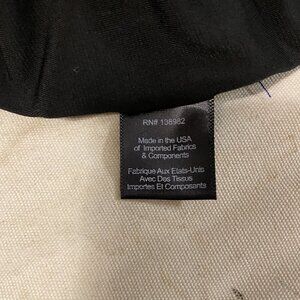 RN# 138982
Made in the USA
of Imported Fabrics
& Components
Fabrique Aux Etats-Unis
Avec Des Tissus
Importes Et Composants